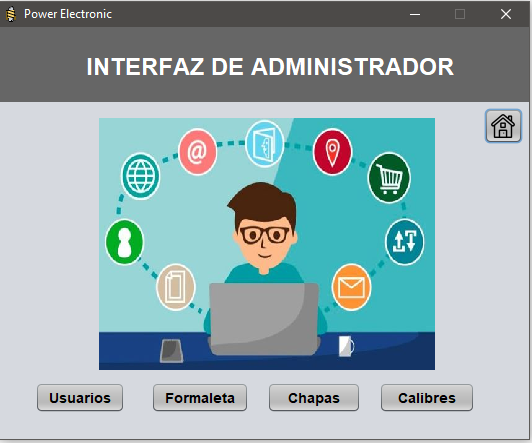 Power Electronic
INTERFAZ DE ADMINISTRADOR
@
Usuarios
Formaleta
Chapas
Calibres